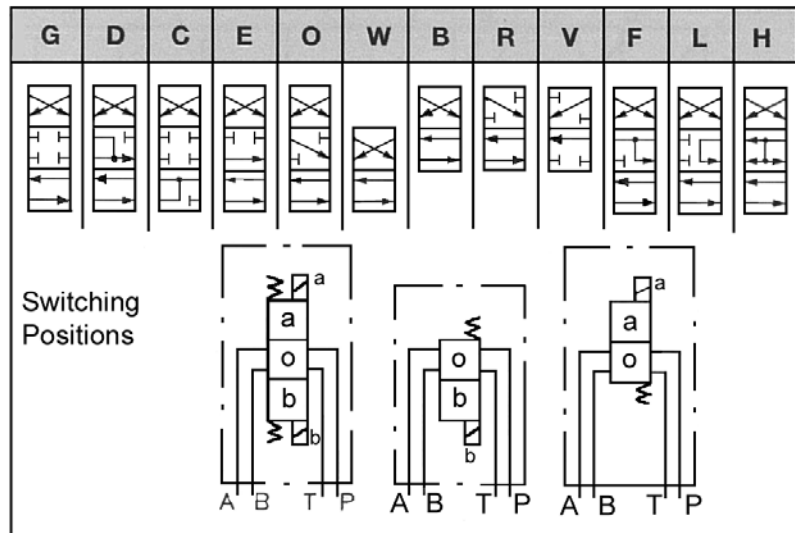 G D C E O W B R V F L H
Switching
Positions
a
a
o
b
b
A B T P
o
b
b
A B T P
a
a
o
A B T P